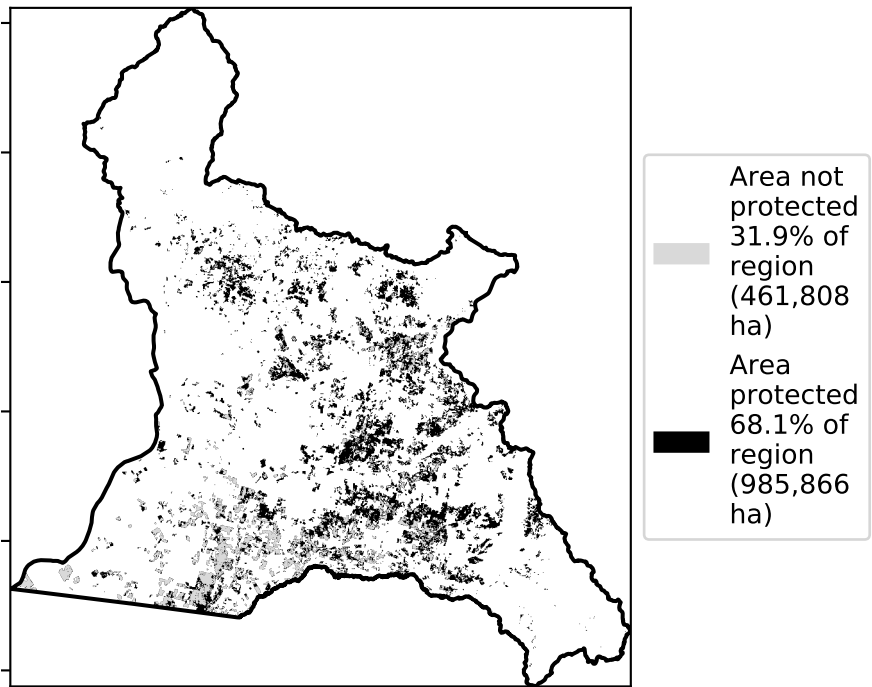 Area not
protected
31.9% of
region
(461,808
ha)
Area
protected
68.1% of
region
(985,866
ha)